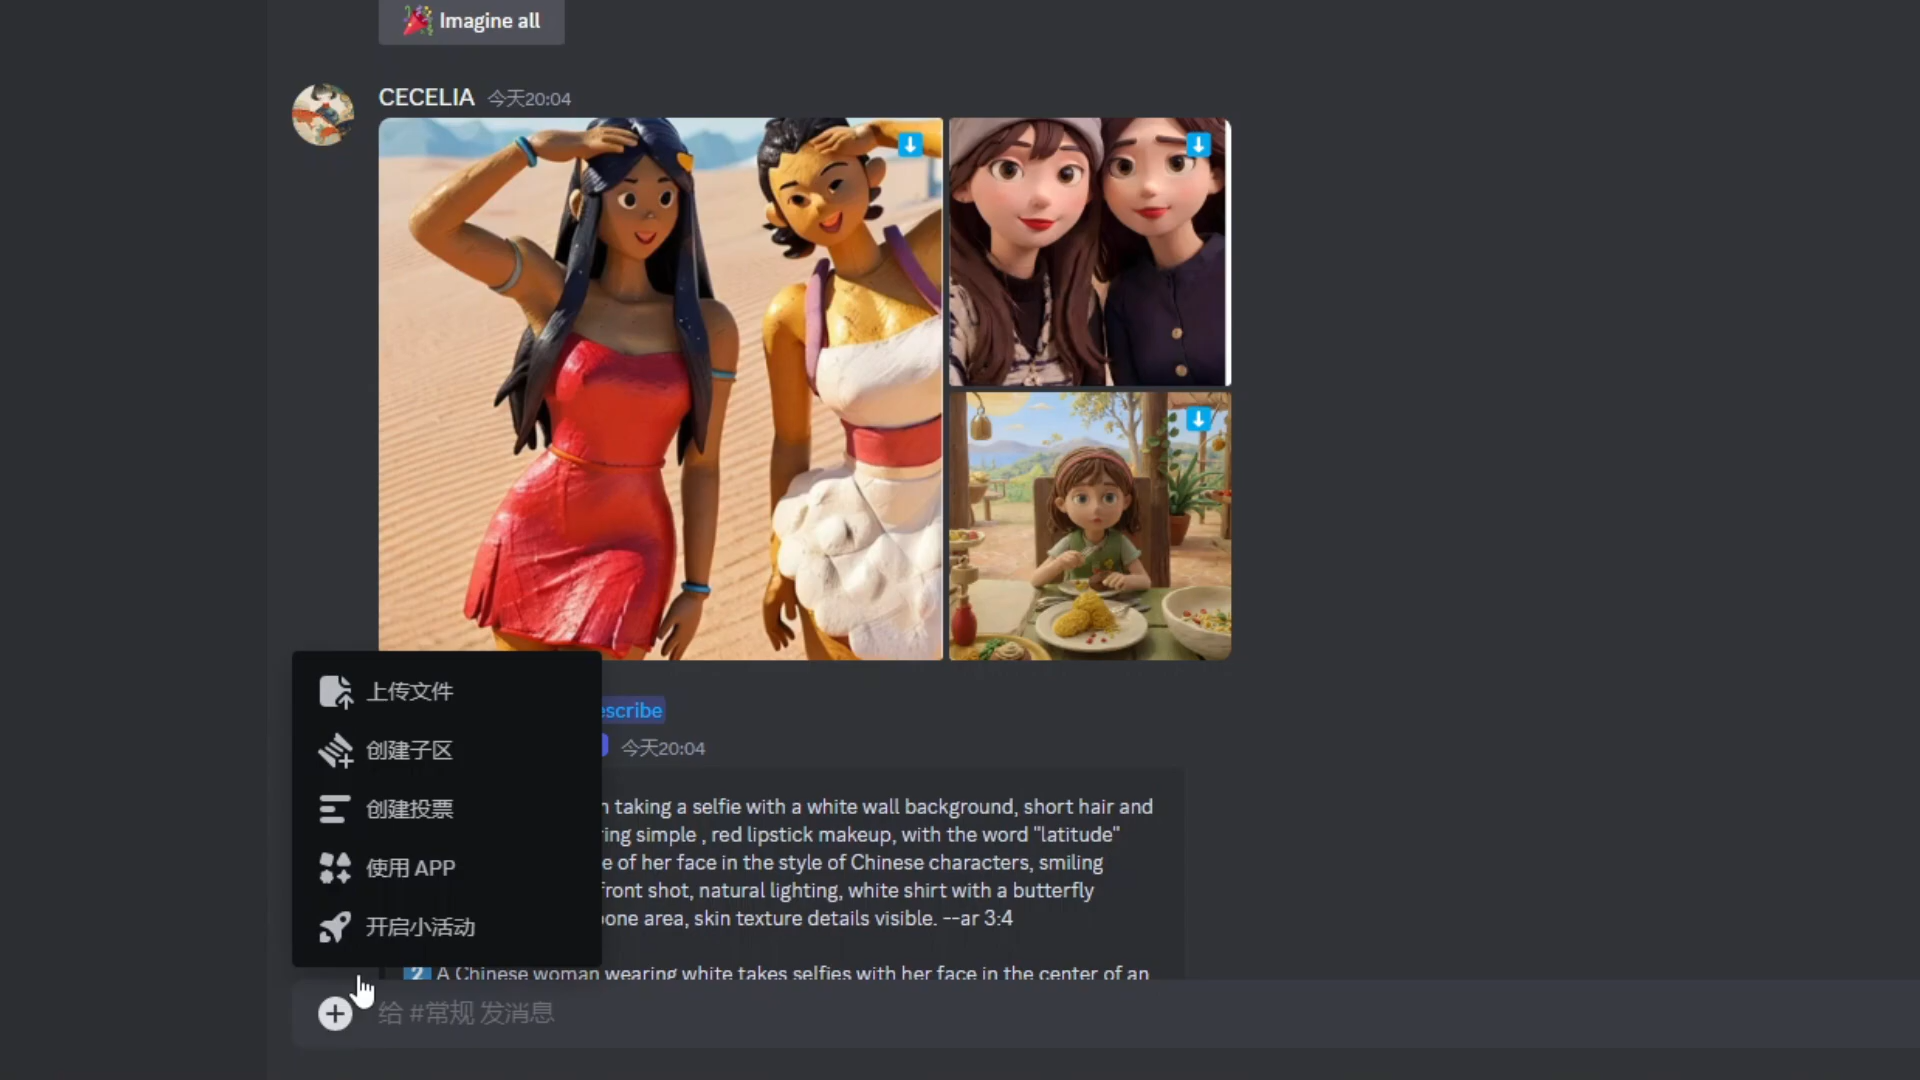 Imagine all
CECELIA 今天20:04
上传文件
创建子区
创建投票
使用 APP
开启小活动
今天20:04
taking a selfie with a white wall background, short hair and
simple , red lipstick makeup, with the word "latitude"
of her face in the style of Chinese characters, smiling
front shot, natural lighting, white shirt with a butterfly
area, skin texture details visible. --ar 3:4
2 A Chinese woman wearing white takes selfies with her face in the center of an
给 #常规 发消息